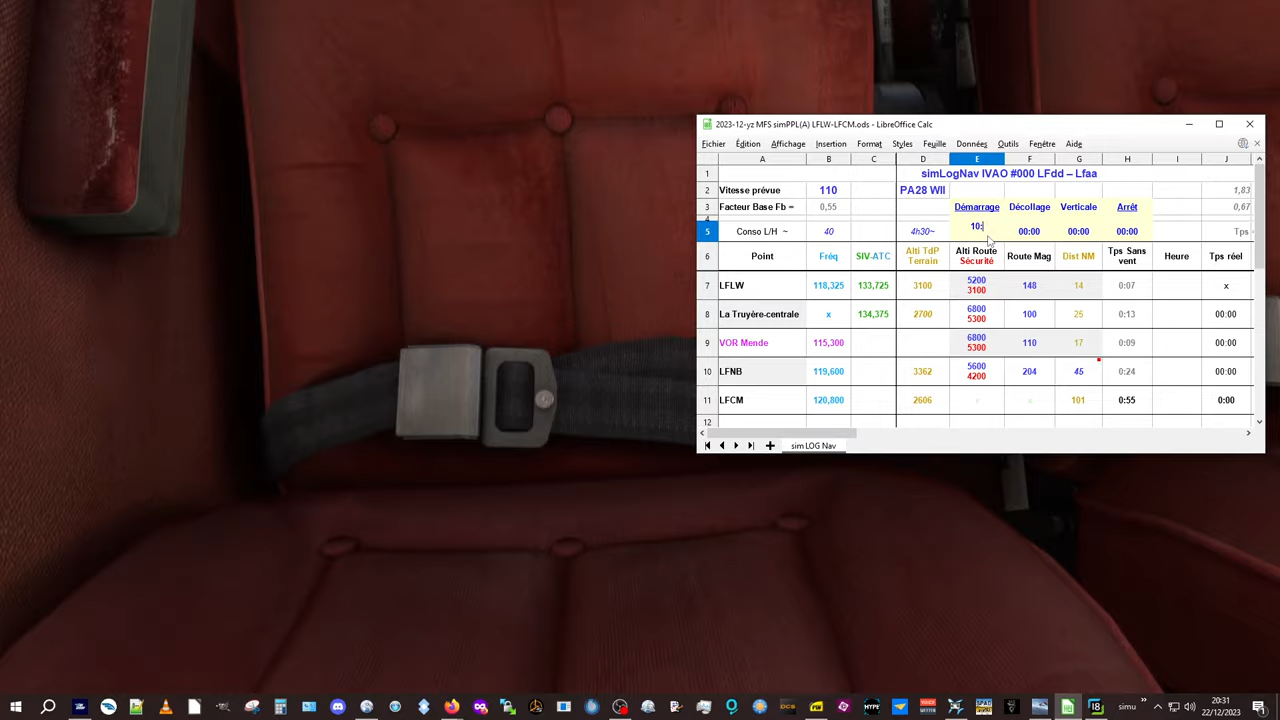 2023-12-yz MFS simPPL(A) LFLW-LFCM.ods - LibreOffice Calc
Fichier Édition Affichage Insertion Format Styles Feuille Données Outils Fenêtre Aide
A B C D E F G H I J
1 simLogNav IVAO #000 LFdd – Lfaa
2 Vitesse prévue 110 PA28 WII 1,83
3 Facteur Base Fb = 0,55 Démarrage Décollage Verticale Arrêt 0,67
4
5 Conso L/H ~ 40 4h30~ 10: 00:00 00:00 00:00 Tps
6 Point Fréq SIV-ATC Alti TdP Terrain Alti Route Sécurité Route Mag Dist NM Tps Sans vent Heure Tps réel
7 LFLW 118,325 133,725 3100 5200 3100 148 14 0:07 x
8 La Truyère-centrale x 134,375 2700 6800 5300 100 25 0:13 00:00
9 VOR Mende 115,300 6800 5300 110 17 0:09 00:00
10 LFNB 119,600 3362 5600 4200 204 45 0:24 00:00
11 LFCM 120,800 2606 x x 101 0:55 0:00
12
sim LOG Nav
simu
20:31
22/12/2023